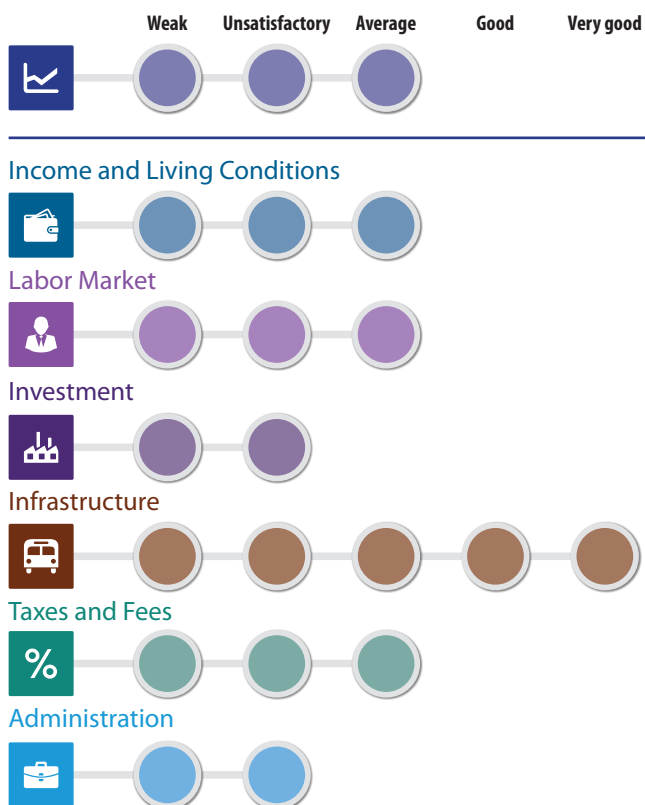 Weak Unsatisfactory Average Good Very good
Income and Living Conditions
Labor Market
Investment
Infrastructure
Taxes and Fees
%
Administration